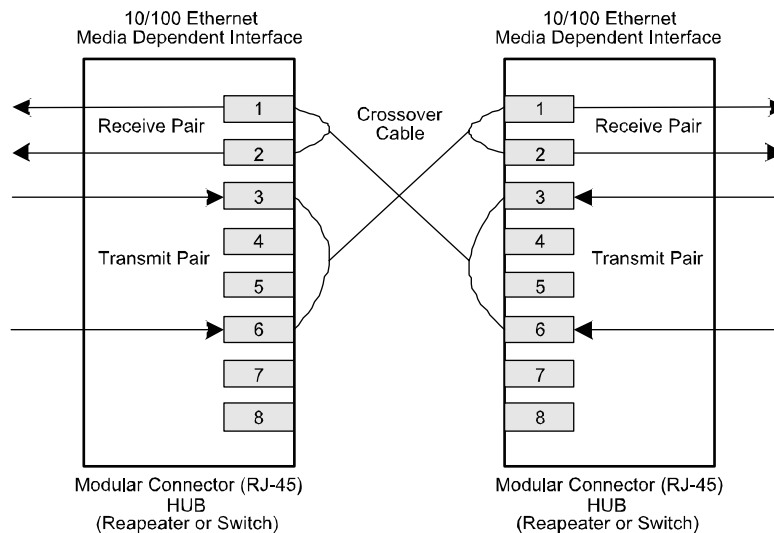 10/100 Ethernet
Media Dependent Interface
1
2
3
4
5
6
7
8
Receive Pair
Transmit Pair
Modular Connector (RJ-45)
HUB
(Reapeater or Switch)
Crossover
Cable
10/100 Ethernet
Media Dependent Interface
1
2
3
4
5
6
7
8
Receive Pair
Transmit Pair
Modular Connector (RJ-45)
HUB
(Reapeater or Switch)